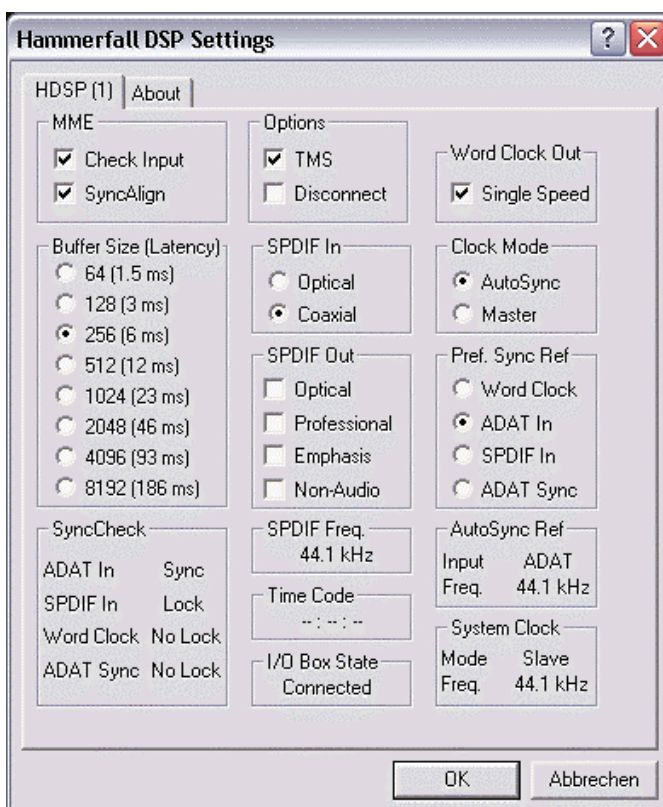 Hammerfall DSP Settings
HDSP (1)
About
MME
Check Input
SyncAlign
Options
TMS
Disconnect
Word Clock Out
Single Speed
Buffer Size (Latency)
64 (1.5 ms)
128 (3 ms)
256 (6 ms)
512 (12 ms)
1024 (23 ms)
2048 (46 ms)
4096 (93 ms)
8192 (186 ms)
SPDIF In
Optical
Coaxial
Clock Mode
AutoSync
Master
SPDIF Out
Optical
Professional
Emphasis
Non-Audio
Pref. Sync Ref
Word Clock
ADAT In
SPDIF In
ADAT Sync
SyncCheck
ADAT In Sync
SPDIF In Lock
Word Clock No Lock
ADAT Sync No Lock
SPDIF Freq.
44.1 kHz
Time Code
-- : -- : --
I/O Box State
Connected
AutoSync Ref
Input ADAT
Freq. 44.1 kHz
System Clock
Mode Slave
Freq. 44.1 kHz
OK
Abbrechen